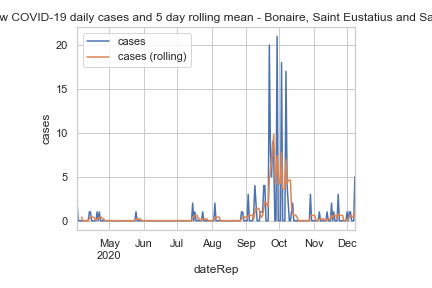 w COVID-19 daily cases and 5 day rolling mean - Bonaire, Saint Eustatius and Sa
cases
cases (rolling)
20
15
10
5
0
cases
May
2020
Jun
Jul
Aug
Sep
Oct
Nov
Dec
dateRep